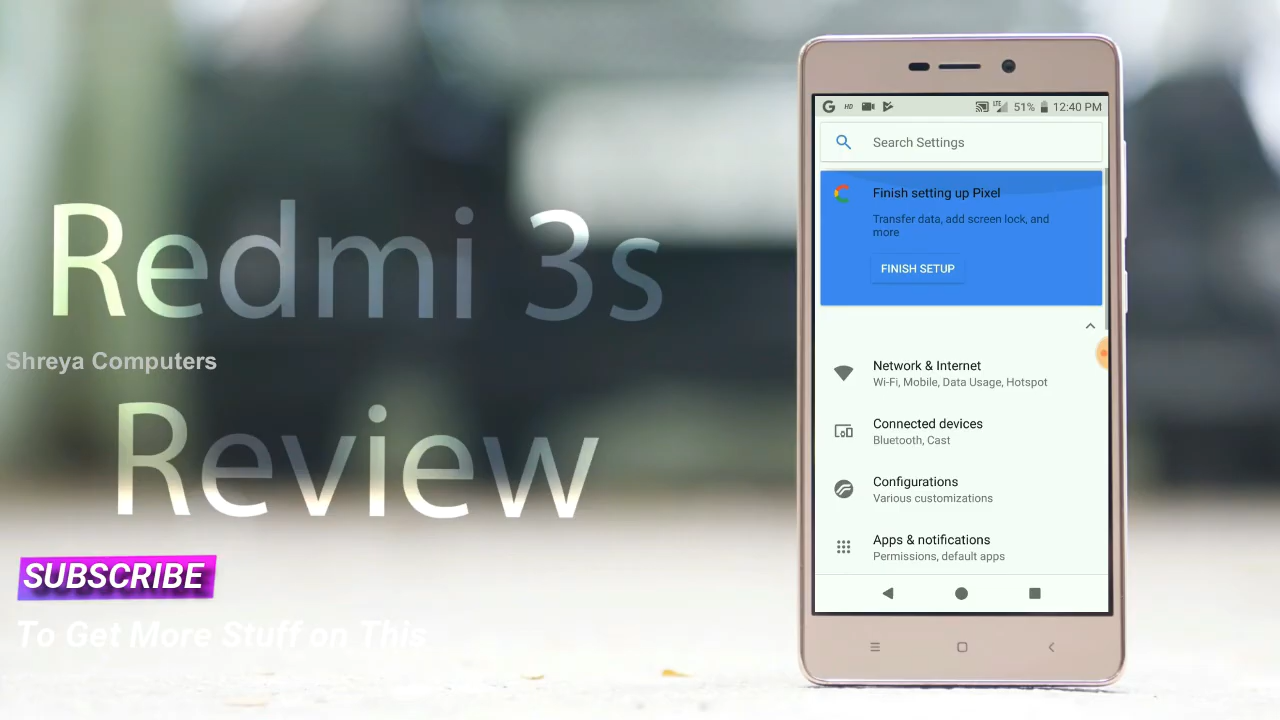 Redmi 3s
Shreya Computers
Review
SUBSCRIBE
To Get More Stuff on This
HD
LTE 51% 12:40 PM
Search Settings
Finish setting up Pixel
Transfer data, add screen lock, and
more
FINISH SETUP
Network & Internet
Wi-Fi, Mobile, Data Usage, Hotspot
Connected devices
Bluetooth, Cast
Configurations
Various customizations
Apps & notifications
Permissions, default apps